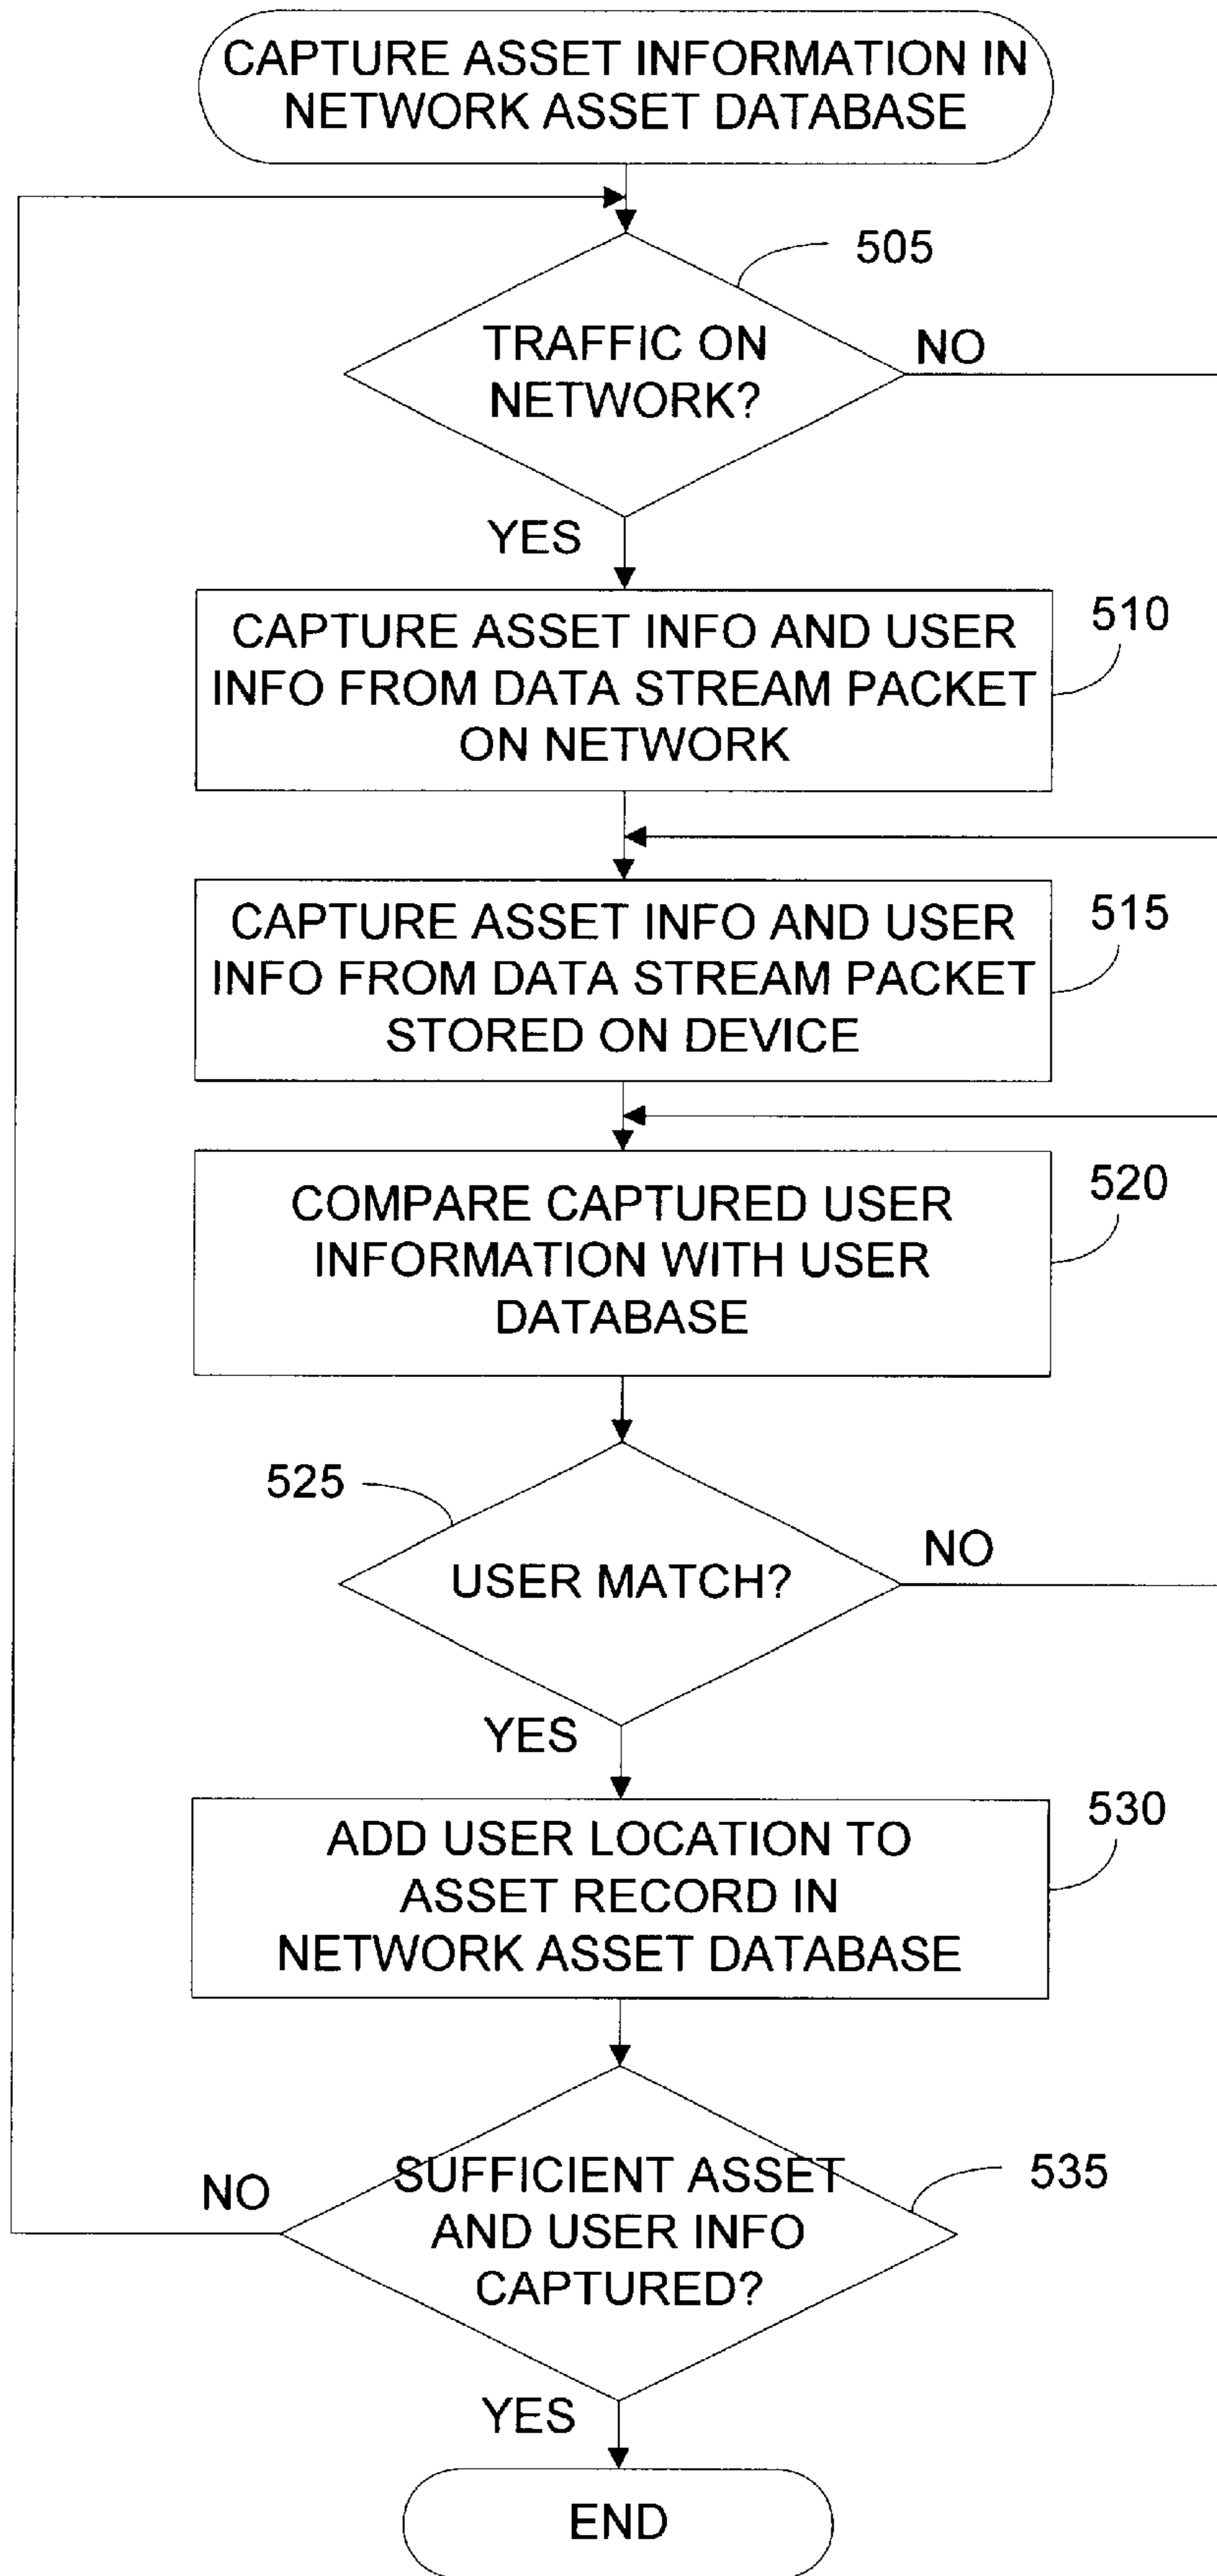 CAPTURE ASSET INFORMATION IN
NETWORK ASSET DATABASE
505
TRAFFIC ON
NETWORK?
NO
YES
510
CAPTURE ASSET INFO AND USER
INFO FROM DATA STREAM PACKET
ON NETWORK
515
CAPTURE ASSET INFO AND USER
INFO FROM DATA STREAM PACKET
STORED ON DEVICE
520
COMPARE CAPTURED USER
INFORMATION WITH USER
DATABASE
525
USER MATCH?
NO
YES
530
ADD USER LOCATION TO
ASSET RECORD IN
NETWORK ASSET DATABASE
535
NO
SUFFICIENT ASSET
AND USER INFO
CAPTURED?
YES
END